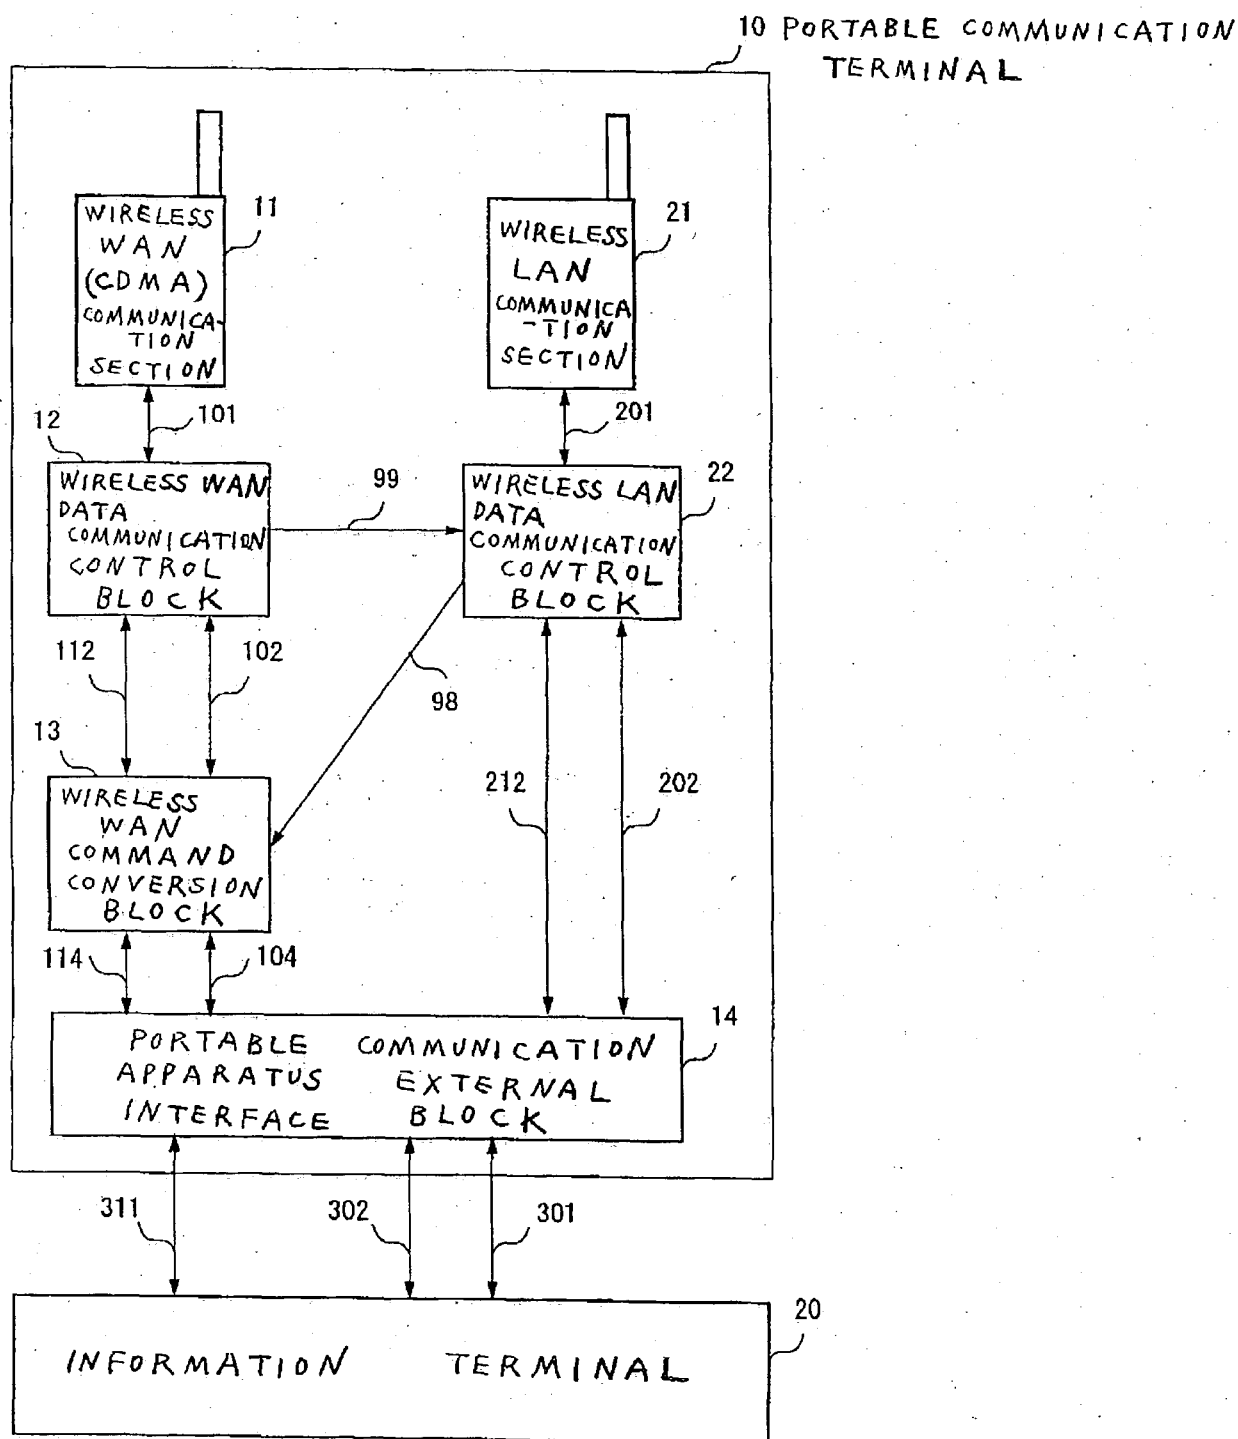 10 PORTABLE COMMUNICATION
TERMINAL
WIRELESS
WAN
(CDMA)
COMMUNICA-
TION
SECTION
11
WIRELESS
LAN
COMMUNICA
-TION
SECTION
21
101
201
12
WIRELESS WAN
DATA
COMMUNICATION
CONTROL
BLOCK
99
WIRELESS LAN
DATA
COMMUNICATION
CONTROL
BLOCK
22
112
102
98
13
WIRELESS
WAN
COMMAND
CONVERSION
BLOCK
212
202
114
104
PORTABLE COMMUNICATION
APPARATUS EXTERNAL
INTERFACE BLOCK
14
311
302
301
INFORMATION TERMINAL
20